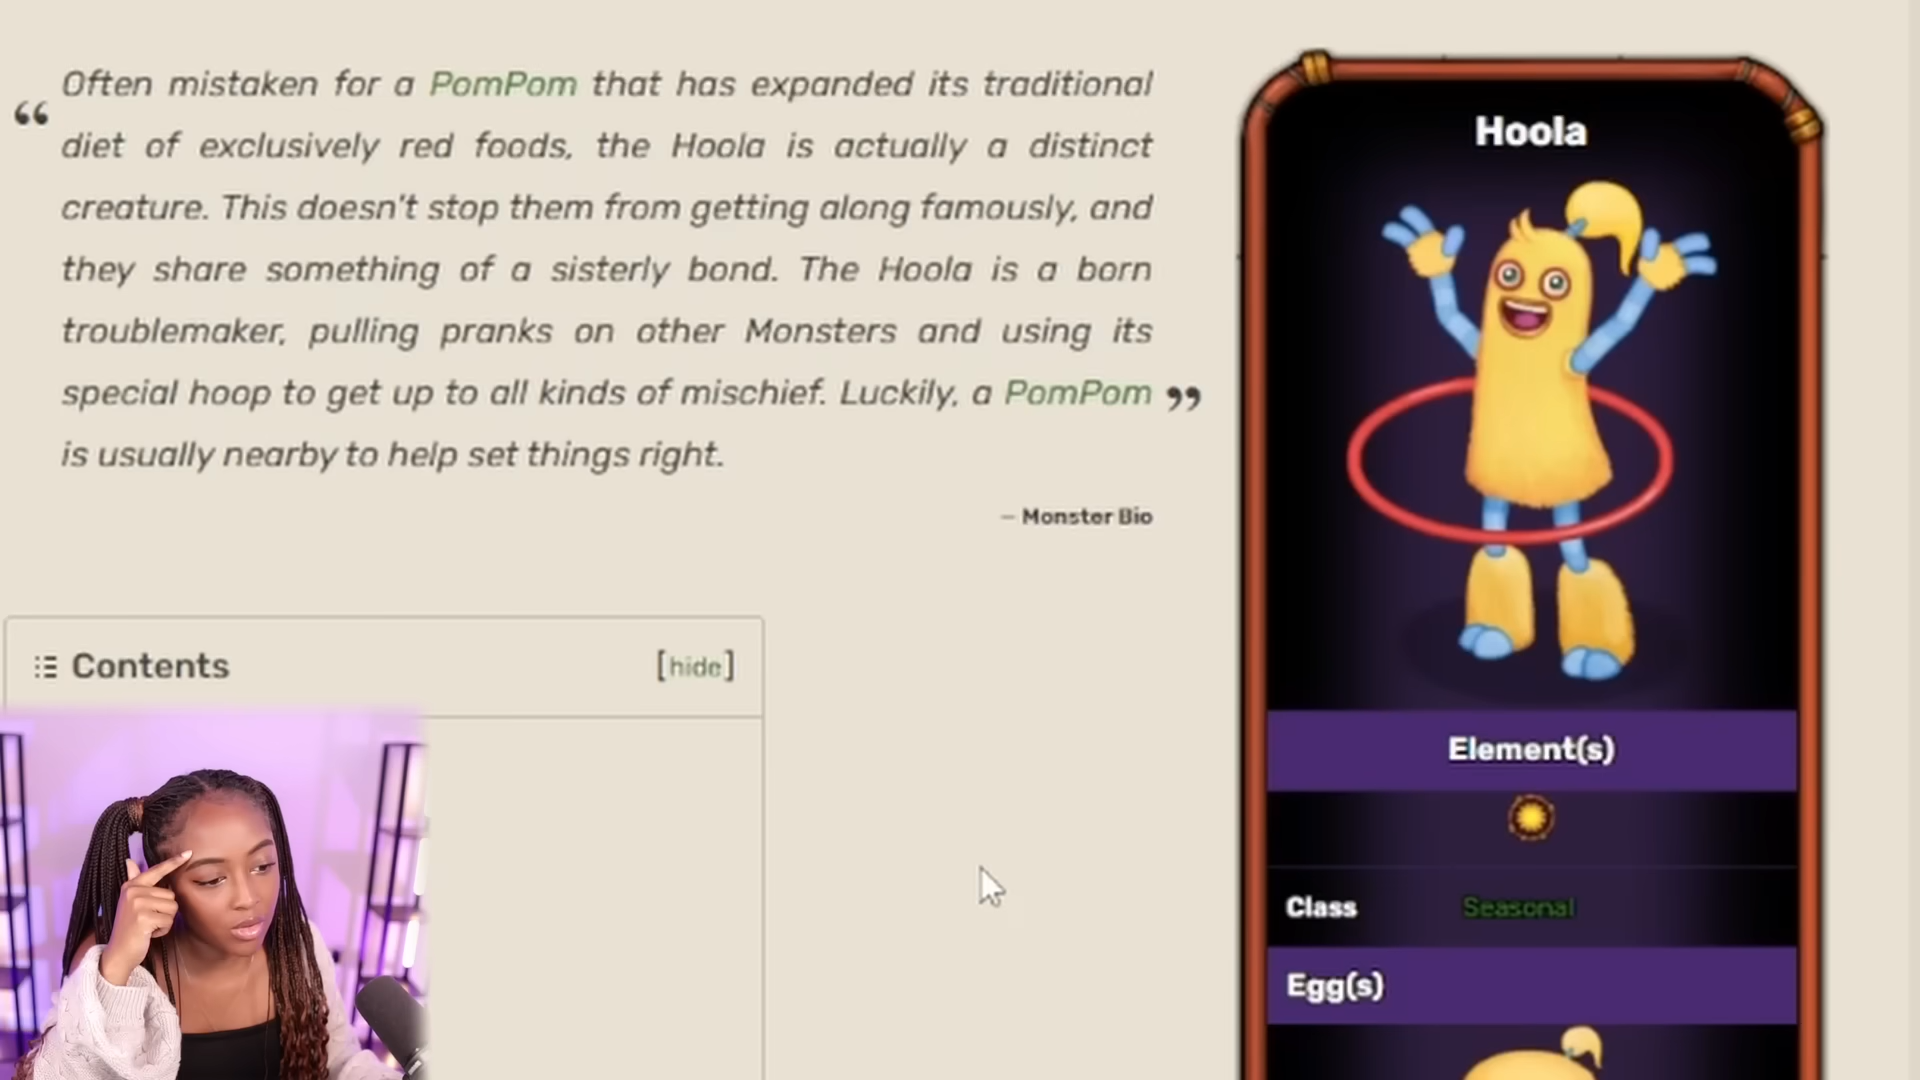 “ Often mistaken for a PomPom that has expanded its traditional
diet of exclusively red foods, the Hoola is actually a distinct
creature. This doesn't stop them from getting along famously, and
they share something of a sisterly bond. The Hoola is a born
troublemaker, pulling pranks on other Monsters and using its
special hoop to get up to all kinds of mischief. Luckily, a PomPom ”
is usually nearby to help set things right.
– Monster Bio
Contents [hide]
Hoola
Element(s)
Class Seasonal
Egg(s)